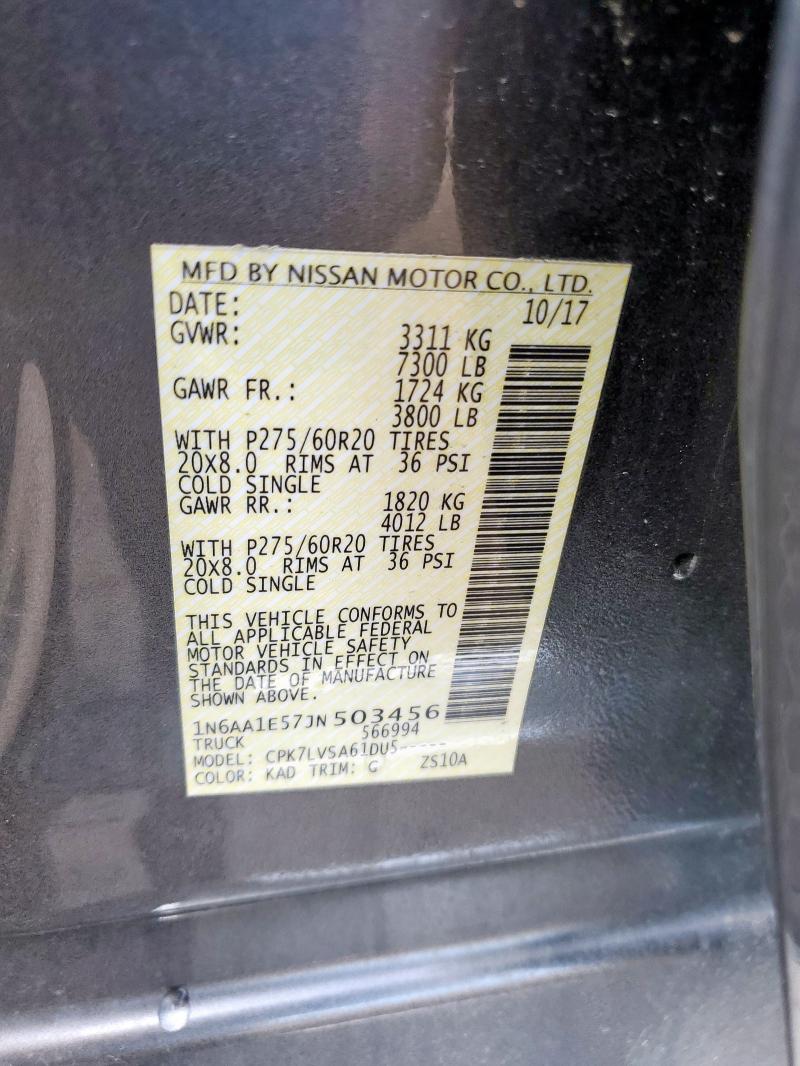 MFD BY NISSAN MOTOR CO., LTD.
DATE: 10/17
GVWR: 3311 KG
7300 LB
GAWR FR.: 1724 KG
3800 LB
WITH P275/60R20 TIRES
20X8.0 RIMS AT 36 PSI
COLD SINGLE
GAWR RR.: 1820 KG
4012 LB
WITH P275/60R20 TIRES
20X8.0 RIMS AT 36 PSI
COLD SINGLE
THIS VEHICLE CONFORMS TO
ALL APPLICABLE FEDERAL
MOTOR VEHICLE SAFETY
STANDARDS IN EFFECT ON
THE DATE OF MANUFACTURE
SHOWN ABOVE.
1N6AA1E57JN503456
TRUCK 566994
MODEL: CPK7LVSA61DU5-----
COLOR: KAD TRIM: G ZS10A